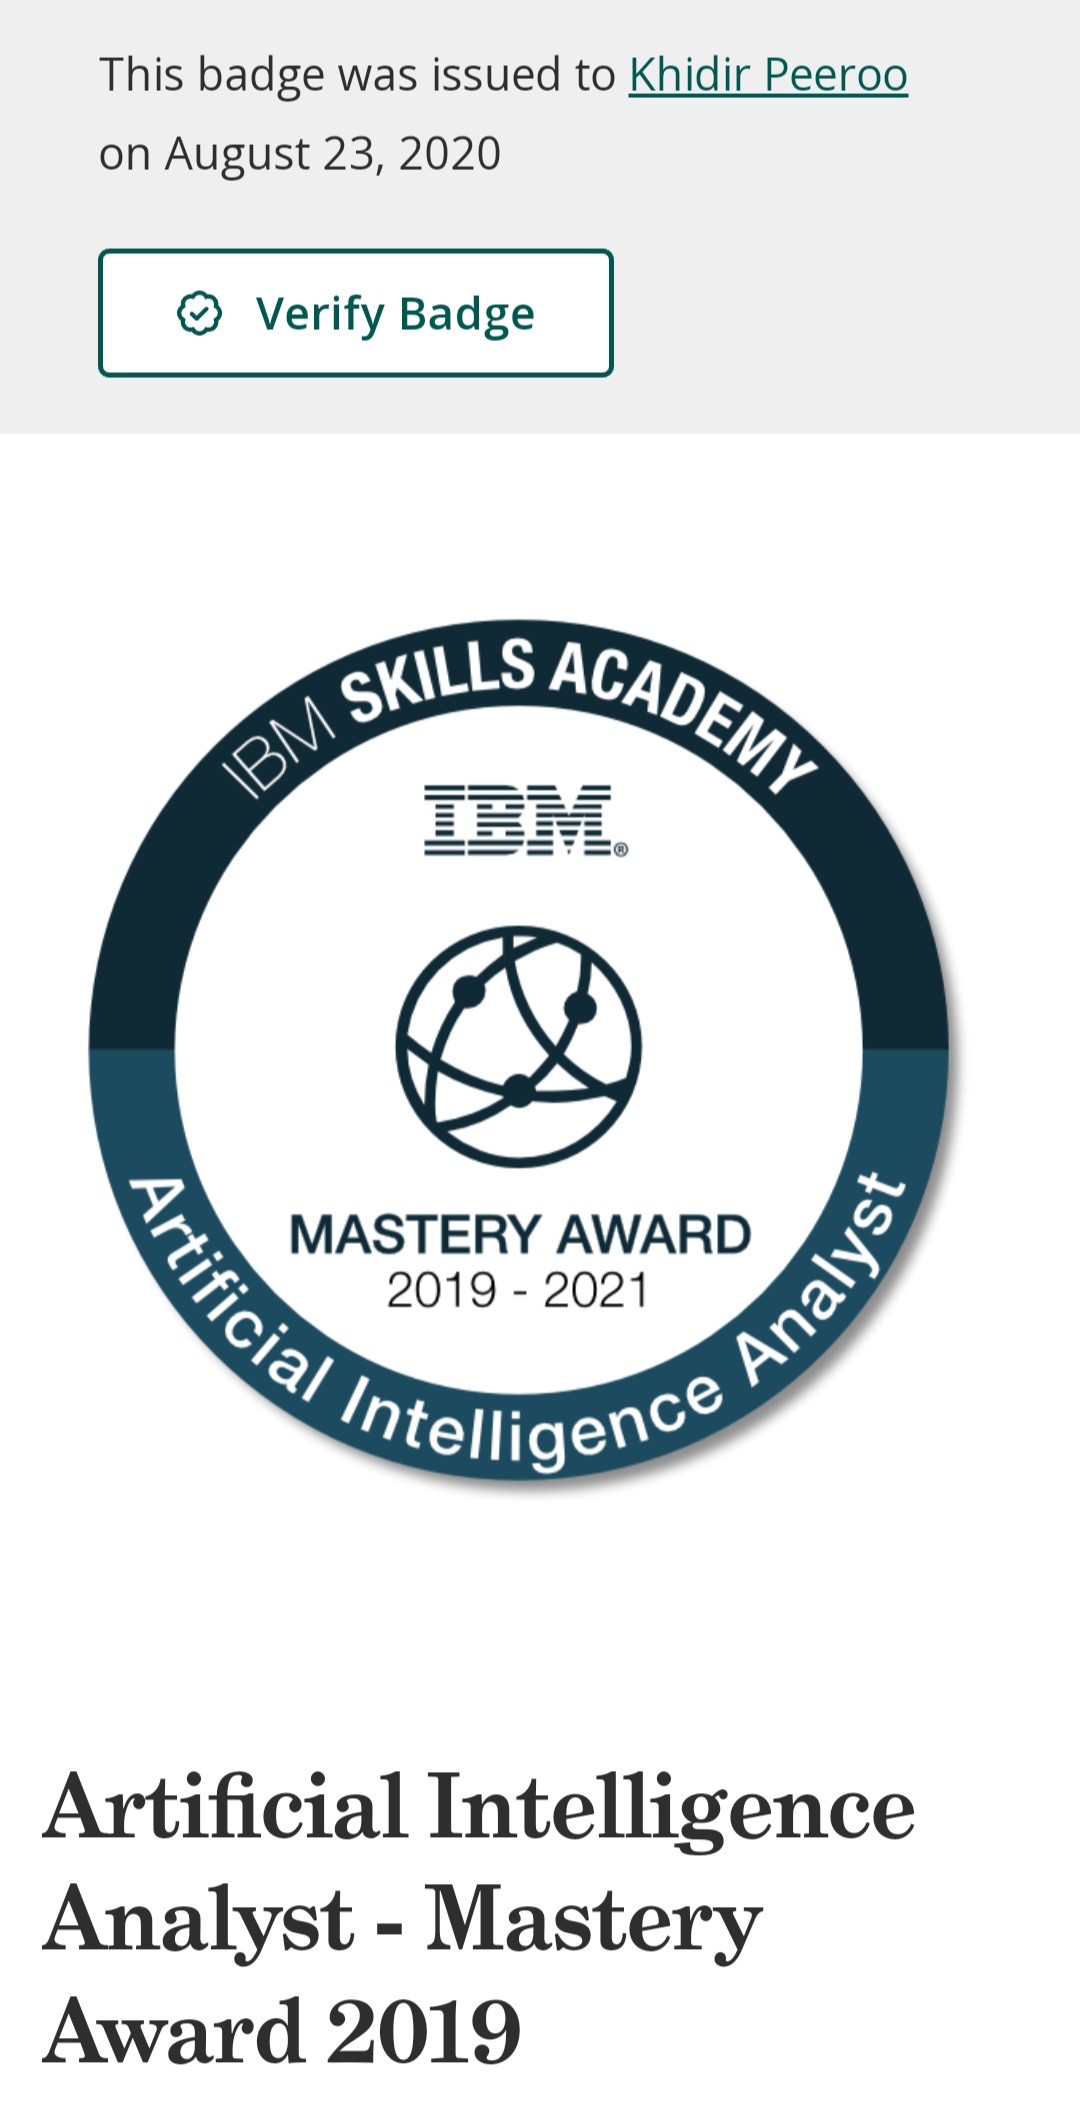 This badge was issued to Khidir Peeroo
on August 23, 2020
Verify Badge
IBM SKILLS ACADEMY
IBM®
MASTERY AWARD
2019 - 2021
Artificial Intelligence Analyst
Artificial Intelligence
Analyst - Mastery
Award 2019